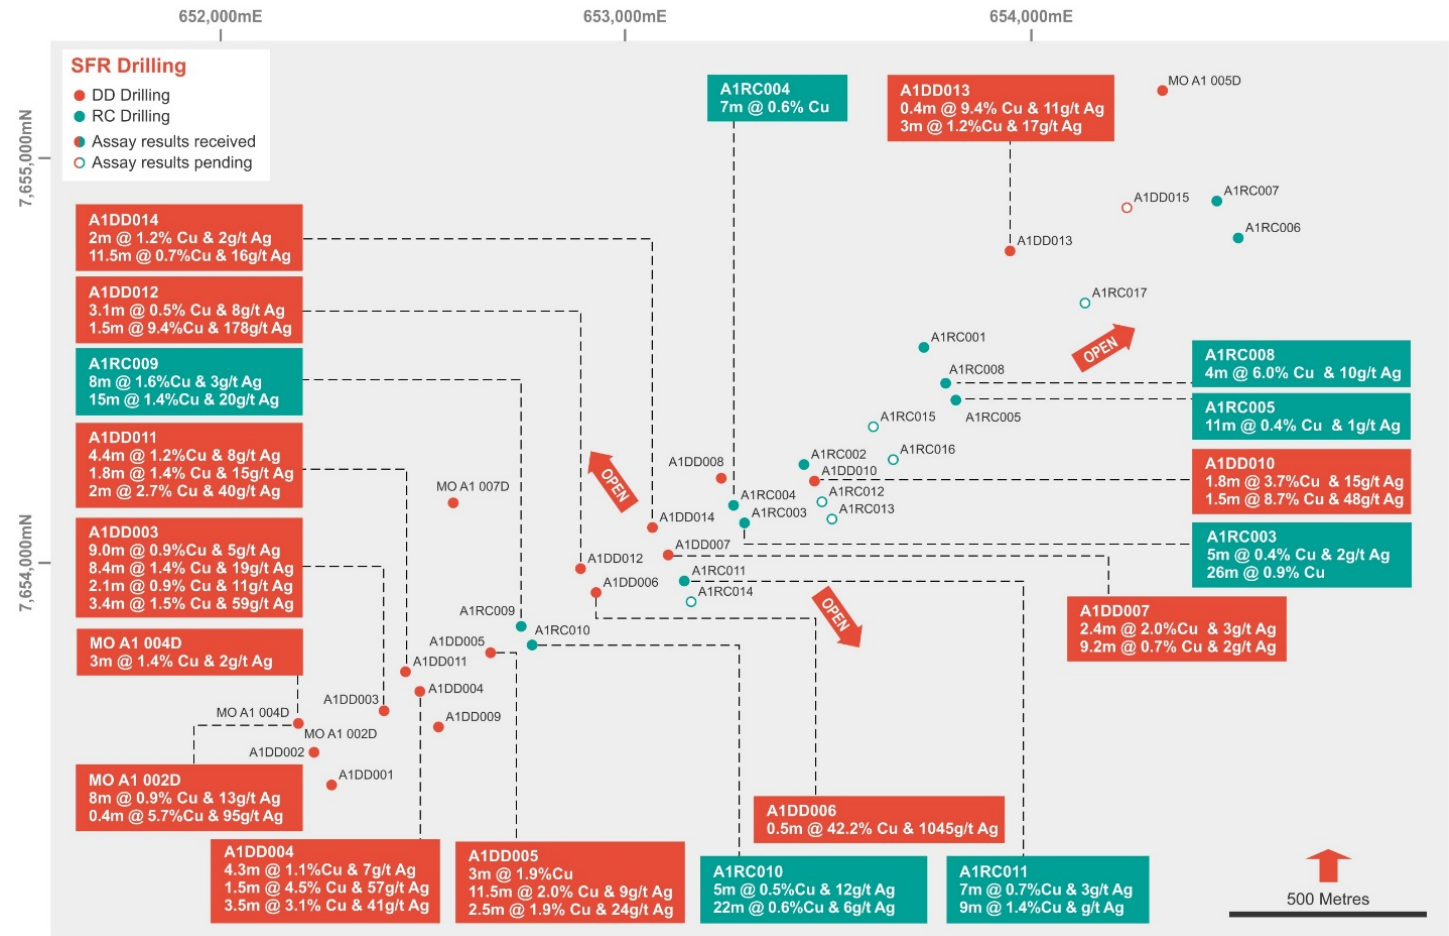 652,000mE
653,000mE
654,000mE
7,655,000mN
7,654,000mN
SFR Drilling
DD Drilling
RC Drilling
Assay results received
Assay results pending
A1RC004
7m @ 0.6% Cu
A1DD013
0.4m @ 9.4% Cu & 11g/t Ag
3m @ 1.2%Cu & 17g/t Ag
MO A1 005D
A1DD015
A1RC007
A1RC006
A1DD013
A1RC017
A1DD014
2m @ 1.2% Cu & 2g/t Ag
11.5m @ 0.7%Cu & 16g/t Ag
A1DD012
3.1m @ 0.5% Cu & 8g/t Ag
1.5m @ 9.4%Cu & 178g/t Ag
A1RC009
8m @ 1.6%Cu & 3g/t Ag
15m @ 1.4%Cu & 20g/t Ag
A1DD011
4.4m @ 1.2%Cu & 8g/t Ag
1.8m @ 1.4% Cu & 15g/t Ag
2m @ 2.7% Cu & 40g/t Ag
A1DD003
9.0m @ 0.9%Cu & 5g/t Ag
8.4m @ 1.4% Cu & 19g/t Ag
2.1m @ 0.9% Cu & 11g/t Ag
3.4m @ 1.5% Cu & 59g/t Ag
MO A1 004D
3m @ 1.4% Cu & 2g/t Ag
MO A1 002D
8m @ 0.9% Cu & 13g/t Ag
0.4m @ 5.7%Cu & 95g/t Ag
A1RC001
OPEN
A1RC008
A1RC005
A1RC015
A1RC016
A1RC002
A1DD010
A1RC012
A1RC013
A1DD008
A1RC004
A1RC003
OPEN
MO A1 007D
A1DD014
A1DD007
A1DD012
A1DD006
A1RC011
A1RC014
OPEN
A1RC009
A1RC010
A1DD005
A1DD011
A1DD004
A1DD003
A1DD009
MO A1 004D
MO A1 002D
A1DD002
A1DD001
A1RC008
4m @ 6.0% Cu & 10g/t Ag
A1RC005
11m @ 0.4% Cu & 1g/t Ag
A1DD010
1.8m @ 3.7%Cu & 15g/t Ag
1.5m @ 8.7% Cu & 48g/t Ag
A1RC003
5m @ 0.4% Cu & 2g/t Ag
26m @ 0.9% Cu
A1DD007
2.4m @ 2.0%Cu & 3g/t Ag
9.2m @ 0.7% Cu & 2g/t Ag
A1DD006
0.5m @ 42.2% Cu & 1045g/t Ag
A1DD004
4.3m @ 1.1%Cu & 7g/t Ag
1.5m @ 4.5% Cu & 57g/t Ag
3.5m @ 3.1% Cu & 41g/t Ag
A1DD005
3m @ 1.9%Cu
11.5m @ 2.0% Cu & 9g/t Ag
2.5m @ 1.9% Cu & 24g/t Ag
A1RC010
5m @ 0.5%Cu & 12g/t Ag
22m @ 0.6%Cu & 6g/t Ag
A1RC011
7m @ 0.7%Cu & 3g/t Ag
9m @ 1.4%Cu & g/t Ag
500 Metres